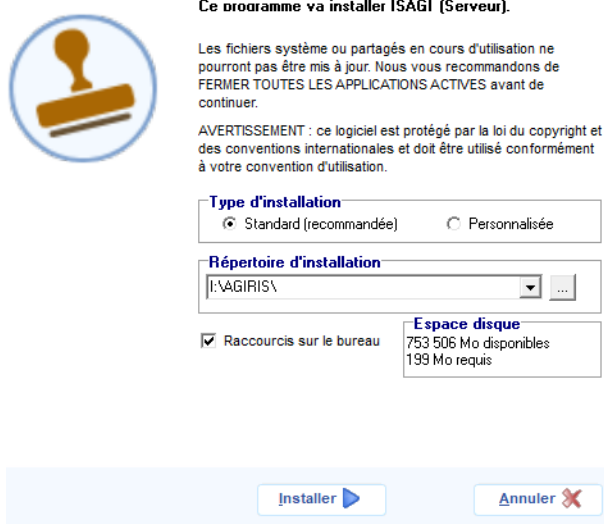 Ce programme va installer ISAGI (Serveur).
Les fichiers système ou partagés en cours d'utilisation ne
pourront pas être mis à jour. Nous vous recommandons de
FERMER TOUTES LES APPLICATIONS ACTIVES avant de
continuer.
AVERTISSEMENT : ce logiciel est protégé par la loi du copyright et
des conventions internationales et doit être utilisé conformément
à votre convention d'utilisation.
Type d'installation
Standard (recommandée) Personnalisée
Répertoire d'installation
I:\AGIRIS\ ...
Raccourcis sur le bureau
Espace disque
753 506 Mo disponibles
199 Mo requis
Installer Annuler